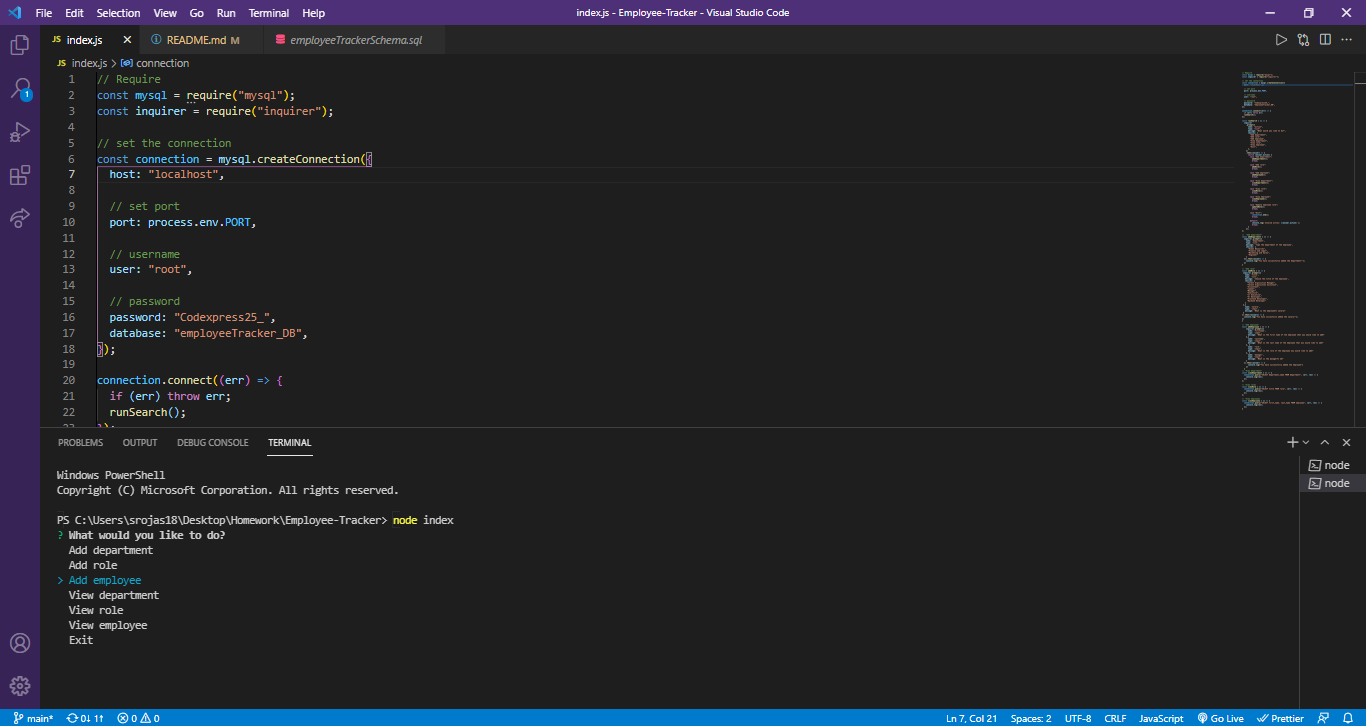 File Edit Selection View Go Run Terminal Help
index.js - Employee-Tracker - Visual Studio Code
JS index.js
README.md M
employeeTrackerSchema.sql
JS index.js > connection
1 // Require
2 const mysql = require("mysql");
3 const inquirer = require("inquirer");
4
5 // set the connection
6 const connection = mysql.createConnection({
7 host: "localhost",
8
9 // set port
10 port: process.env.PORT,
11
12 // username
13 user: "root",
14
15 // password
16 password: "Codexpress25_",
17 database: "employeeTracker_DB",
18 });
19
20 connection.connect((err) => {
21 if (err) throw err;
22 runSearch();
23 });
1
PROBLEMS OUTPUT DEBUG CONSOLE TERMINAL
Windows PowerShell
Copyright (C) Microsoft Corporation. All rights reserved.
PS C:\Users\srojas18\Desktop\Homework\Employee-Tracker> node index
? What would you like to do?
Add department
Add role
> Add employee
View department
View role
View employee
Exit
node
node
main* 0↓ 1↑ 0 0
Ln 7, Col 21 Spaces: 2 UTF-8 CRLF JavaScript Go Live Prettier